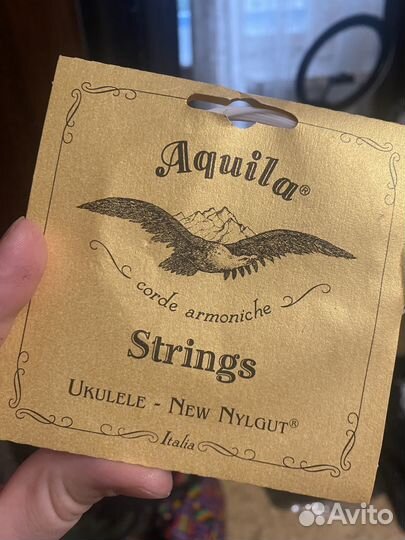 Aquila®
corde armoniche
Strings
UKULELE - NEW NYLGUT®
Italia
Avito